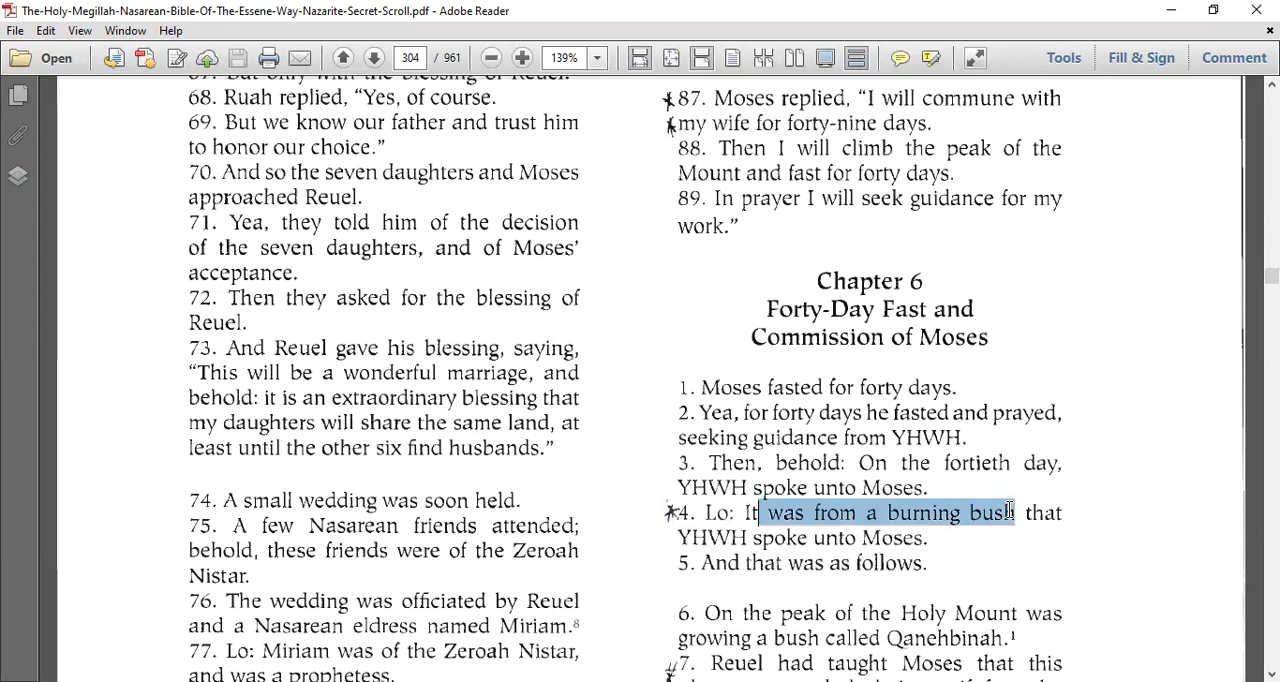 The-Holy-Megillah-Nasarean-Bible-Of-The-Essene-Way-Nazarite-Secret-Scroll.pdf - Adobe Reader
File Edit View Window Help
Open 304 / 961 139% Tools Fill & Sign Comment
67. But only with the blessing of Reuel.
68. Ruah replied, “Yes, of course.
69. But we know our father and trust him
to honor our choice.”
70. And so the seven daughters and Moses
approached Reuel.
71. Yea, they told him of the decision
of the seven daughters, and of Moses’
acceptance.
72. Then they asked for the blessing of
Reuel.
73. And Reuel gave his blessing, saying,
“This will be a wonderful marriage, and
behold: it is an extraordinary blessing that
my daughters will share the same land, at
least until the other six find husbands.”
74. A small wedding was soon held.
75. A few Nasarean friends attended;
behold, these friends were of the Zeroah
Nistar.
76. The wedding was officiated by Reuel
and a Nasarean eldress named Miriam.⁸
77. Lo: Miriam was of the Zeroah Nistar,
and was a prophetess.
87. Moses replied, “I will commune with
my wife for forty-nine days.
88. Then I will climb the peak of the
Mount and fast for forty days.
89. In prayer I will seek guidance for my
work.”
Chapter 6
Forty-Day Fast and
Commission of Moses
1. Moses fasted for forty days.
2. Yea, for forty days he fasted and prayed,
seeking guidance from YHWH.
3. Then, behold: On the fortieth day,
YHWH spoke unto Moses.
4. Lo: It was from a burning bush that
YHWH spoke unto Moses.
5. And that was as follows.
6. On the peak of the Holy Mount was
growing a bush called Qanehbinah.¹
7. Reuel had taught Moses that this